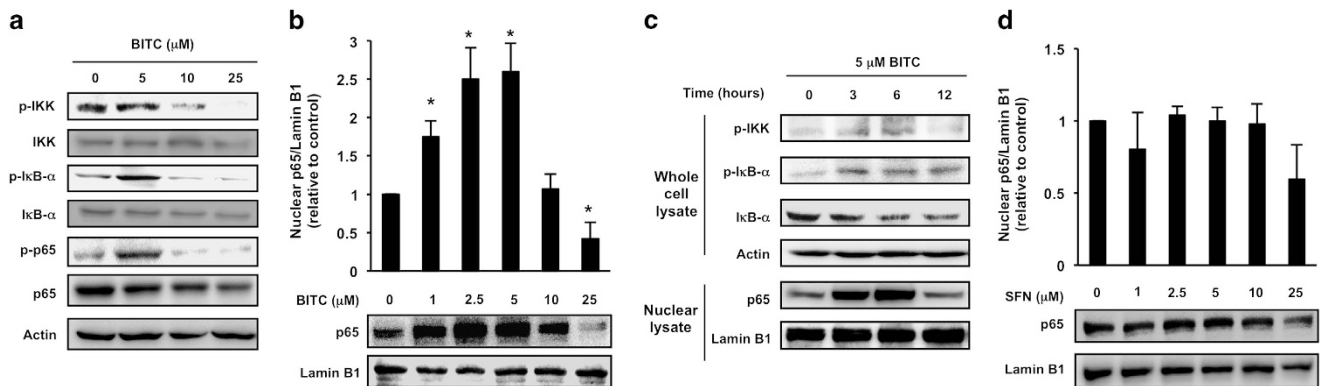 a
BITC (μM)
0 5 10 25
p-IKK
IKK
p-IκB-α
IκB-α
p-p65
p65
Actin
b
Nuclear p65/Lamin B1
(relative to control)
3
2.5
2
1.5
1
0.5
0
* * * *
BITC (μM) 0 1 2.5 5 10 25
p65
Lamin B1
c
5 μM BITC
Time (hours) 0 3 6 12
Whole
cell
lysate
p-IKK
p-IκB-α
IκB-α
Actin
Nuclear
lysate
p65
Lamin B1
d
Nuclear p65/Lamin B1
(relative to control)
1.5
1
0.5
0
SFN (μM) 0 1 2.5 5 10 25
p65
Lamin B1